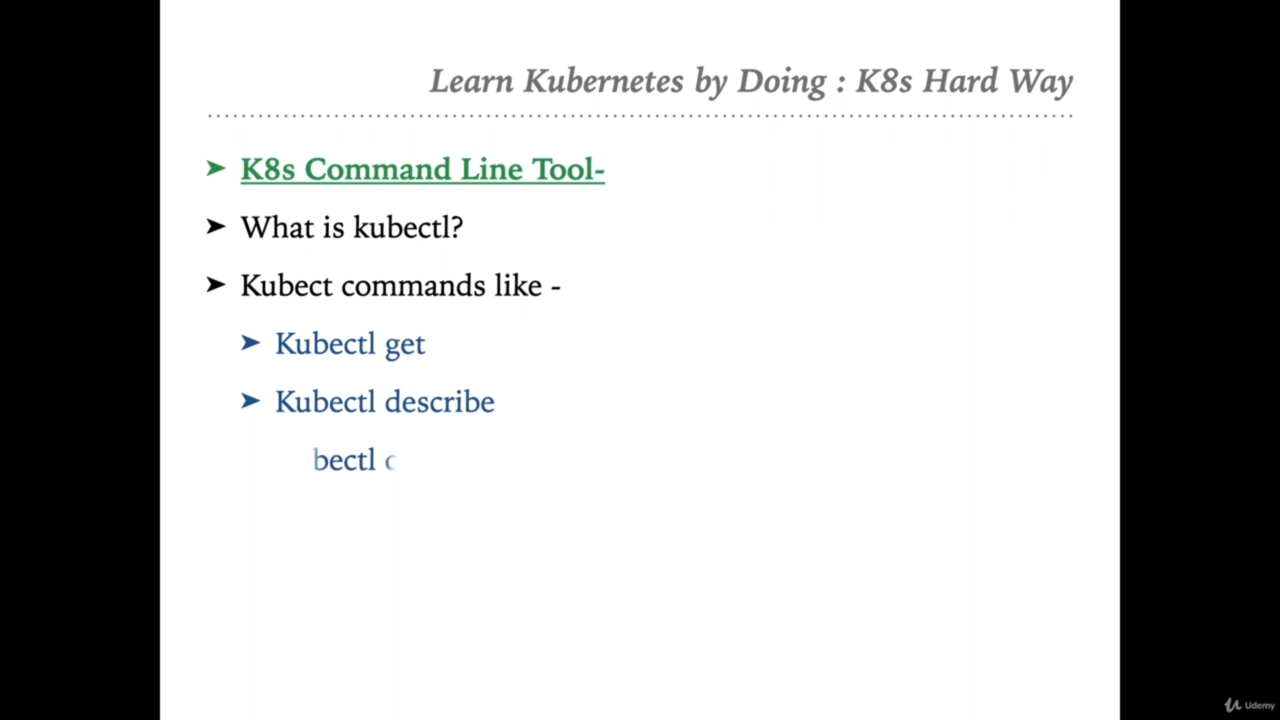 Learn Kubernetes by Doing : K8s Hard Way
➤ K8s Command Line Tool-
➤ What is kubectl?
➤ Kubect commands like -
➤ Kubectl get
➤ Kubectl describe
bectl
Udemy